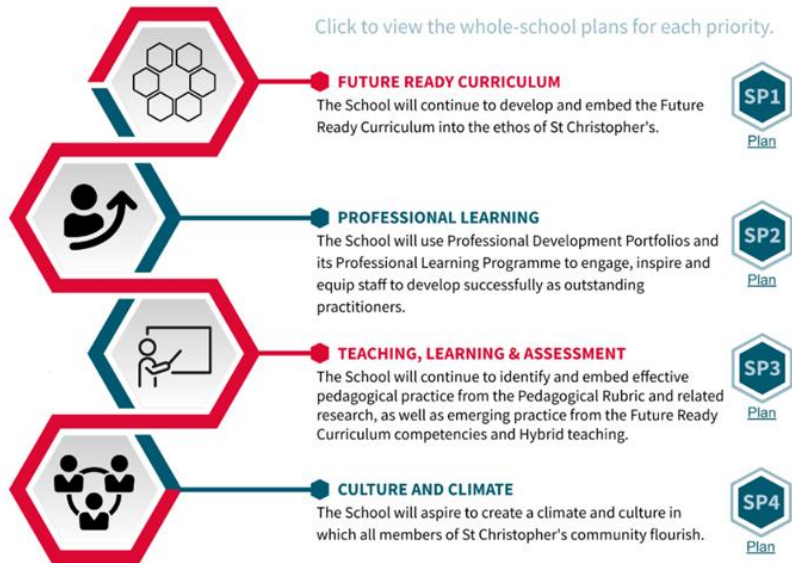 Click to view the whole-school plans for each priority.
FUTURE READY CURRICULUM
The School will continue to develop and embed the Future
Ready Curriculum into the ethos of St Christopher's.
SP1
Plan
PROFESSIONAL LEARNING
The School will use Professional Development Portfolios and
its Professional Learning Programme to engage, inspire and
equip staff to develop successfully as outstanding
practitioners.
SP2
Plan
TEACHING, LEARNING & ASSESSMENT
The School will continue to identify and embed effective
pedagogical practice from the Pedagogical Rubric and related
research, as well as emerging practice from the Future Ready
Curriculum competencies and Hybrid teaching.
SP3
Plan
CULTURE AND CLIMATE
The School will aspire to create a climate and culture in
which all members of St Christopher's community flourish.
SP4
Plan